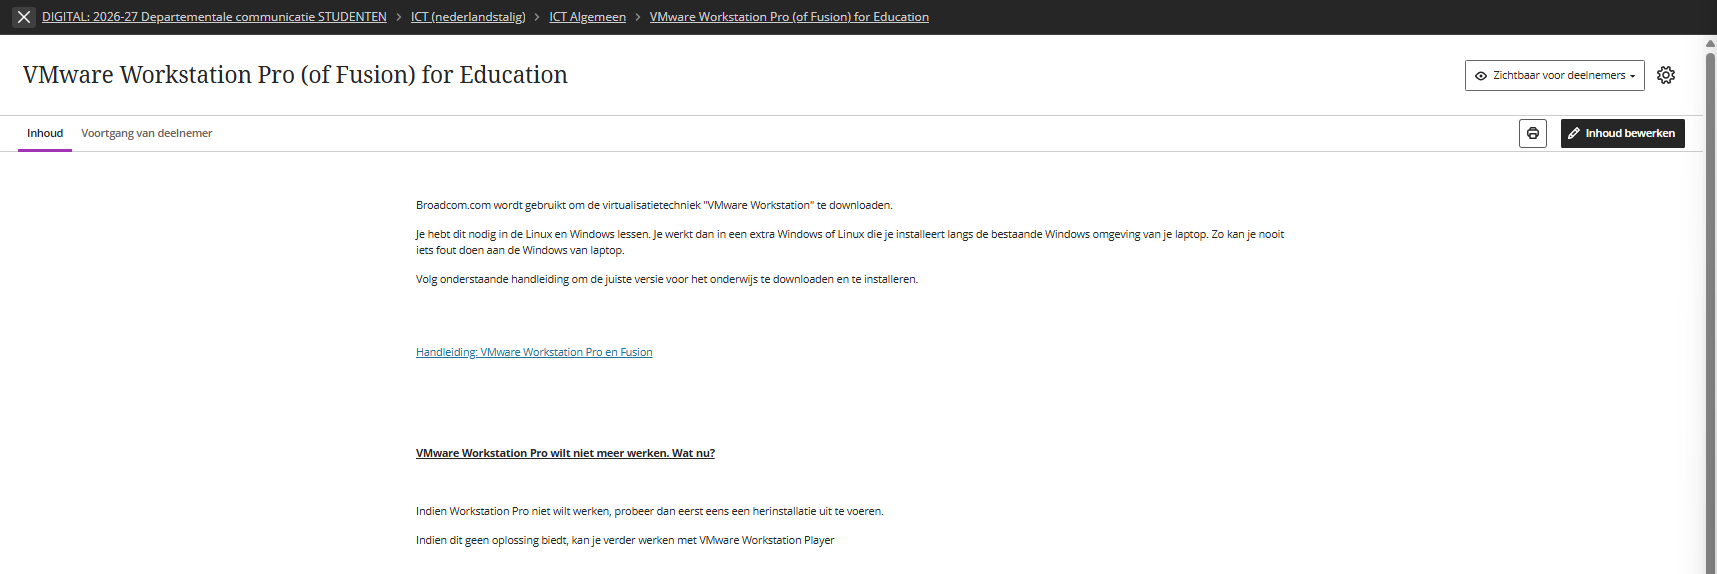 DIGITAL: 2026-27 Departementale communicatie STUDENTEN > ICT (nederlandstalig) > ICT Algemeen > VMware Workstation Pro (of Fusion) for Education
VMware Workstation Pro (of Fusion) for Education
Zichtbaar voor deelnemers
Inhoud
Voortgang van deelnemer
Inhoud bewerken
Broadcom.com wordt gebruikt om de virtualisatietechniek "VMware Workstation" te downloaden.
Je hebt dit nodig in de Linux en Windows lessen. Je werkt dan in een extra Windows of Linux die je installeert langs de bestaande Windows omgeving van je laptop. Zo kan je nooit
iets fout doen aan de Windows van laptop.
Volg onderstaande handleiding om de juiste versie voor het onderwijs te downloaden en te installeren.
Handleiding: VMware Workstation Pro en Fusion
VMware Workstation Pro wilt niet meer werken. Wat nu?
Indien Workstation Pro niet wilt werken, probeer dan eerst eens een herinstallatie uit te voeren.
Indien dit geen oplossing biedt, kan je verder werken met VMware Workstation Player